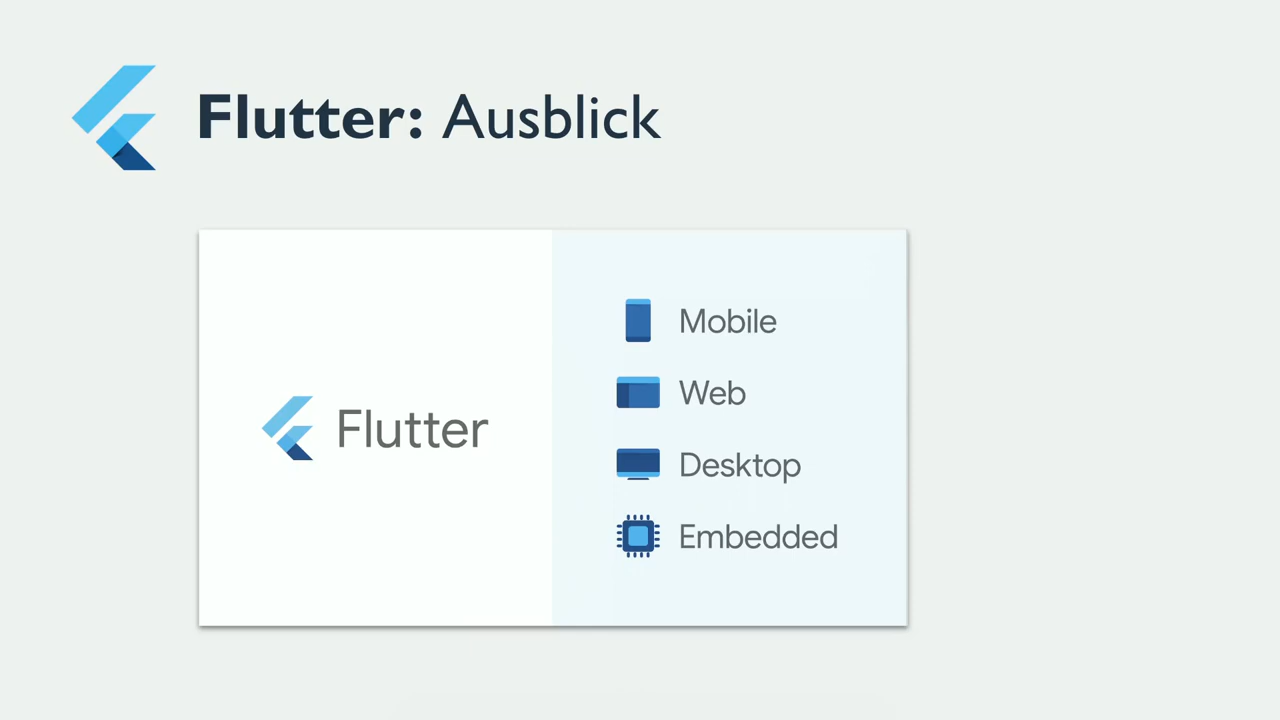 Flutter: Ausblick
Flutter
Mobile
Web
Desktop
Embedded